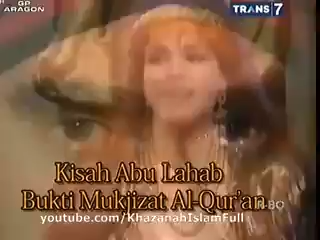 GP
ARAGON
TRANS 7
Kisah Abu Lahab
Bukti Mukjizat Al-Qur'an
youtube.com/KhazanahIslamFull